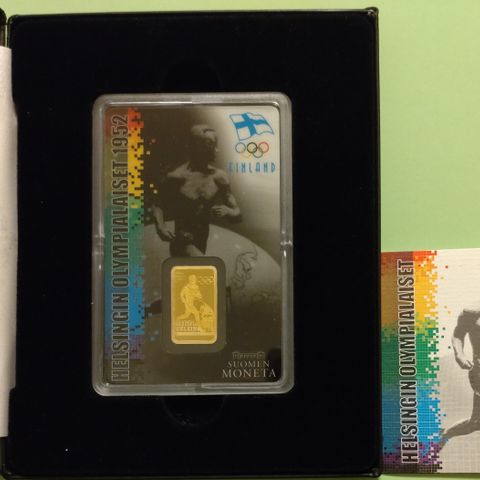 HELSINGIN OLYMPIALAISET 1952
FINLAND
SUOMEN
MONETA
HELSINGIN OLYMPIALAISET